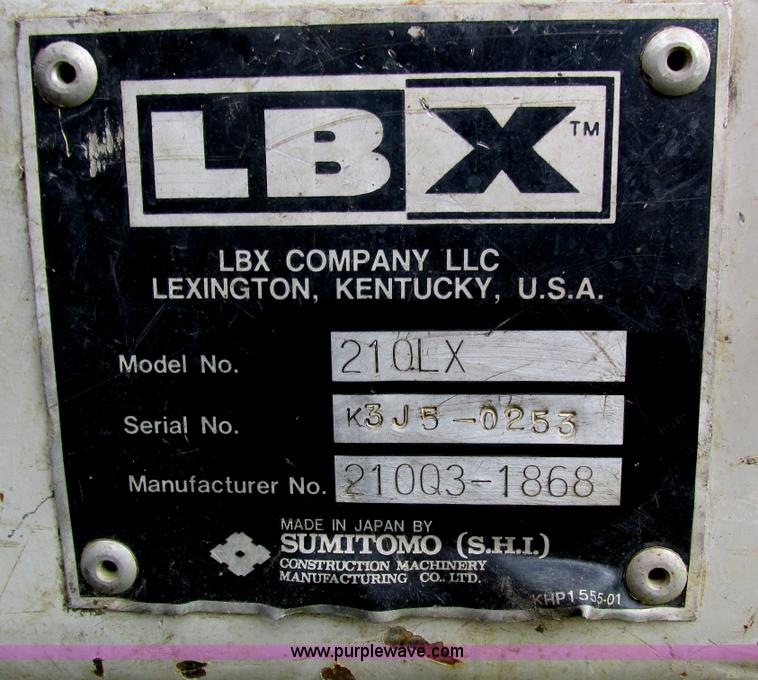 LBX™
LBX COMPANY LLC
LEXINGTON, KENTUCKY, U.S.A.
Model No. 210LX
Serial No. K3J5-0253
Manufacturer No. 210Q3-1868
MADE IN JAPAN BY
SUMITOMO (S.H.I.)
CONSTRUCTION MACHINERY
MANUFACTURING CO., LTD.
KHP1555-01
www.purplewave.com